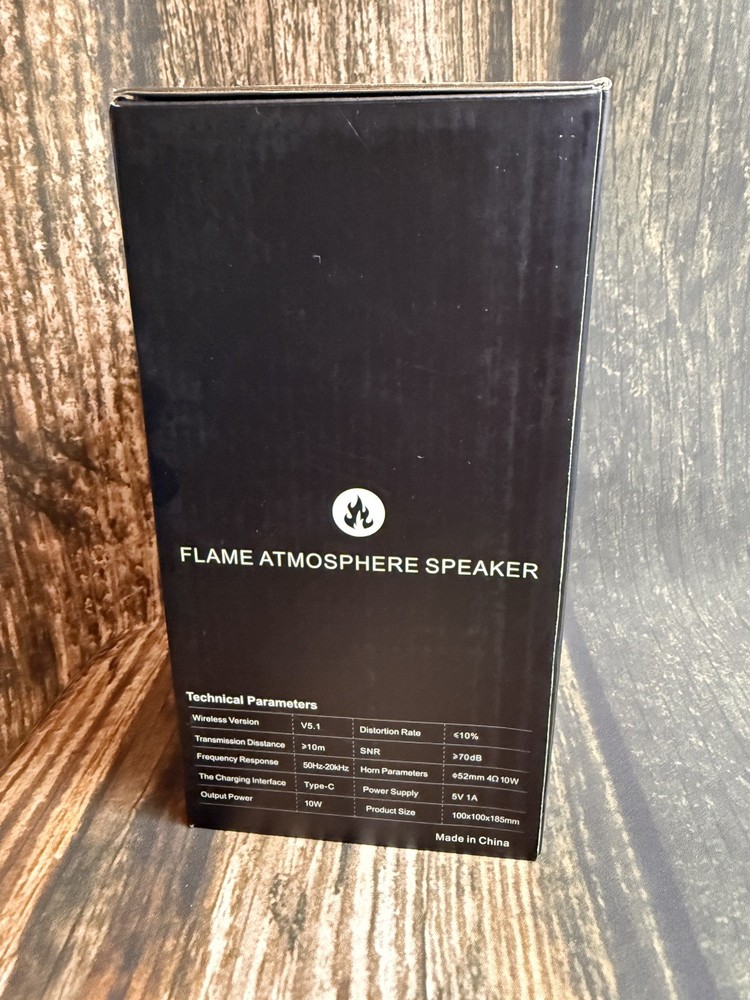 FLAME ATMOSPHERE SPEAKER
Technical Parameters
Wireless Version V5.1 Distortion Rate ≤10%
Transmission Disstance ≥10m SNR ≥70dB
Frequency Response 50Hz-20kHz Horn Parameters Φ52mm 4Ω 10W
The Charging Interface Type-C Power Supply 5V 1A
Output Power 10W Product Size 100x100x185mm
Made in China